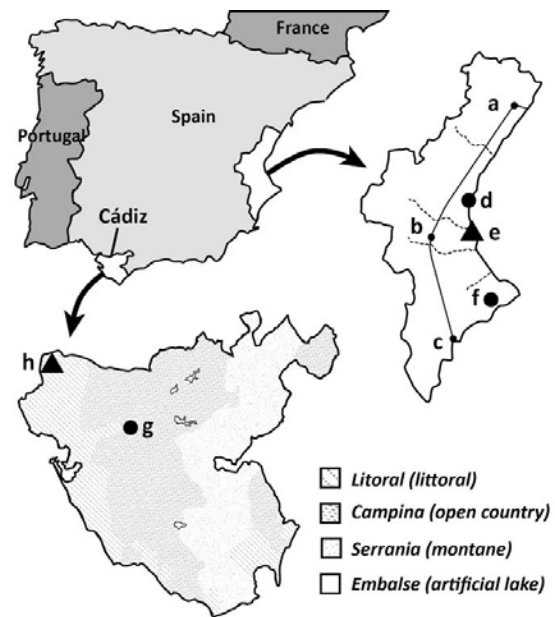 France
Spain
Portugal
Cádiz
a
b
c
d
e
f
g
h
Litoral (littoral)
Campina (open country)
Serrania (montane)
Embalse (artificial lake)